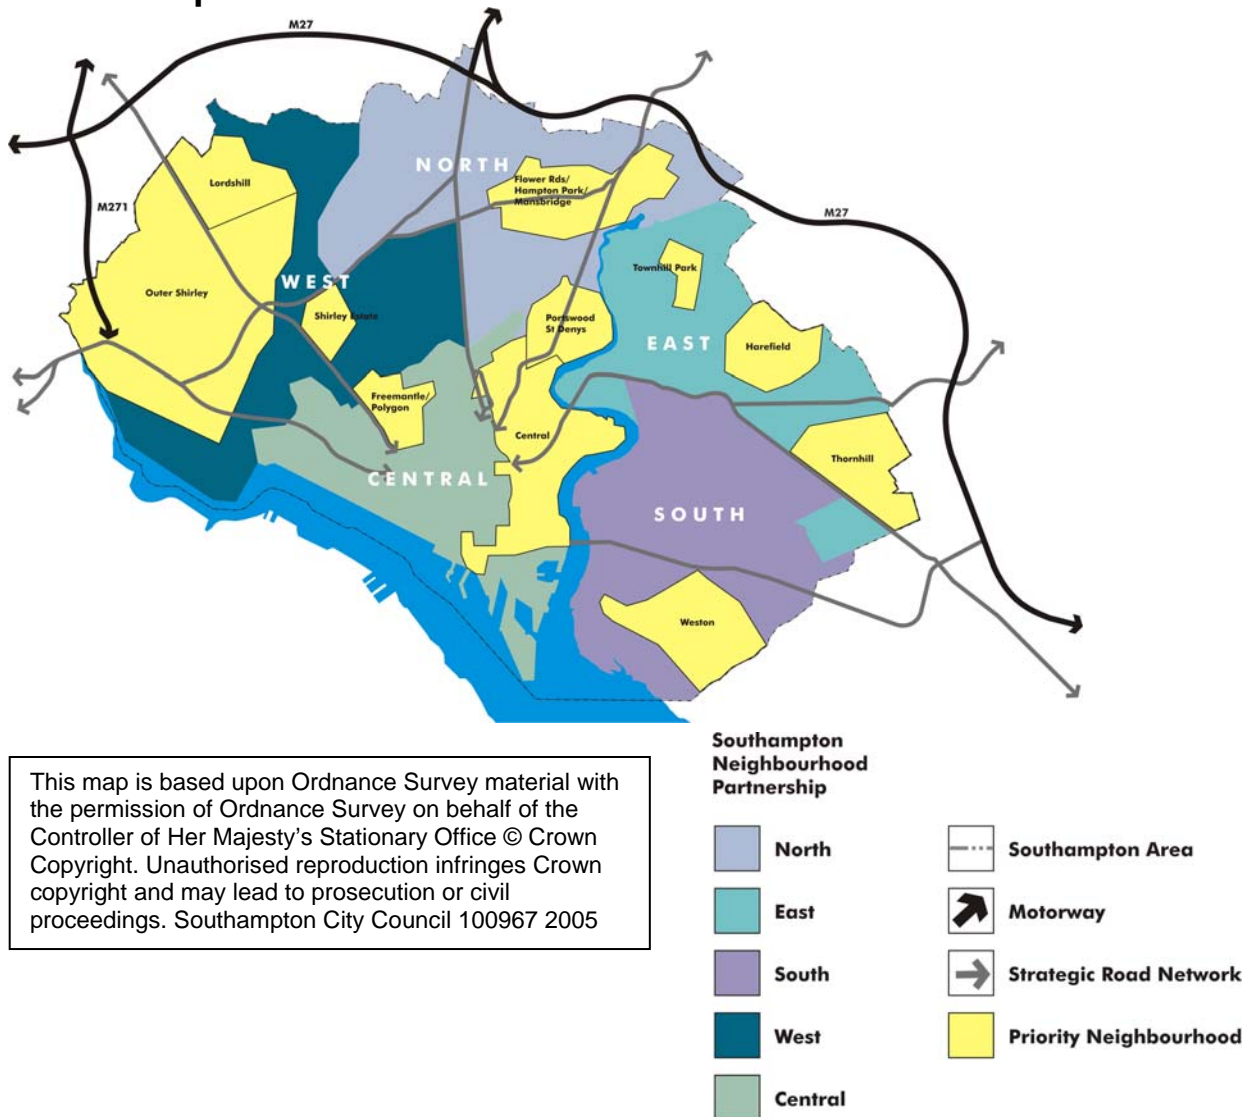 M27
NORTH
Lordshill
Flower Rds/
Hampton Park/
Mansbridge
M271
M27
Townhill Park
WEST
Outer Shirley
Shirley Estate
Portswood
St Denys
EAST
Harefield
Freemantle/
Polygon
Central
Thornhill
CENTRAL
SOUTH
Weston
This map is based upon Ordnance Survey material with
the permission of Ordnance Survey on behalf of the
Controller of Her Majesty’s Stationary Office © Crown
Copyright. Unauthorised reproduction infringes Crown
copyright and may lead to prosecution or civil
proceedings. Southampton City Council 100967 2005
Southampton
Neighbourhood
Partnership
North
East
South
West
Central
Southampton Area
Motorway
Strategic Road Network
Priority Neighbourhood